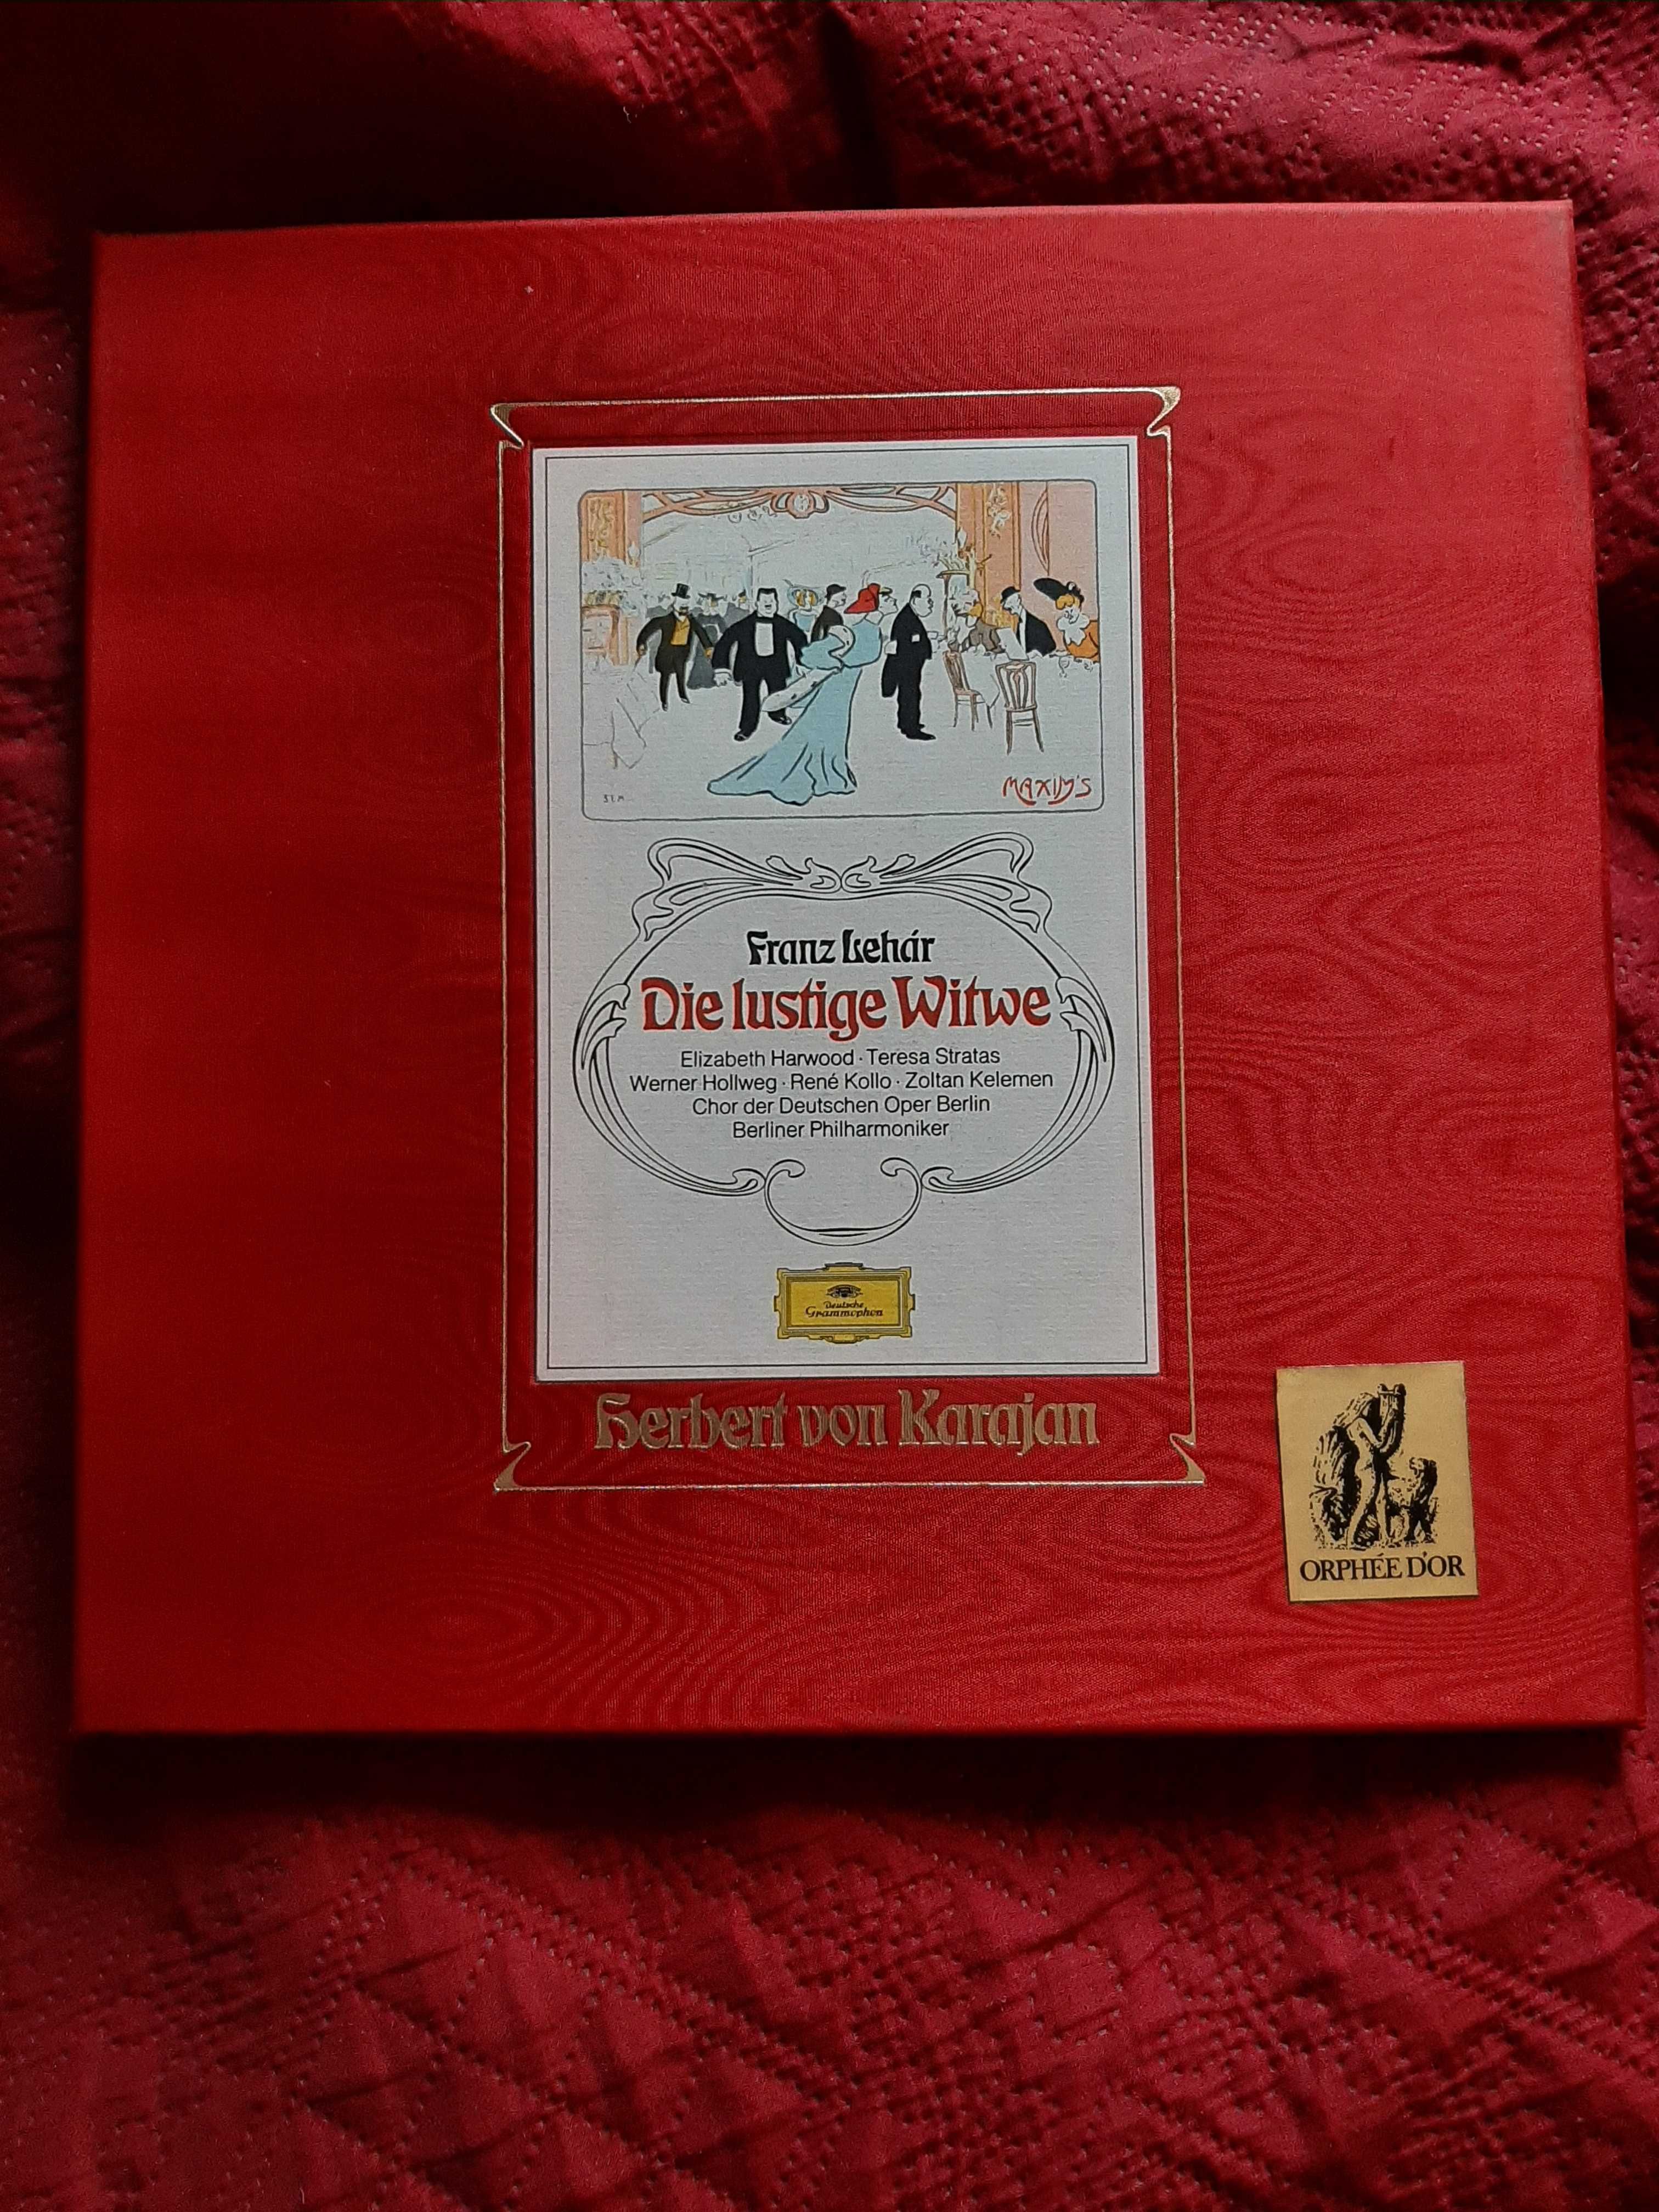 MAXIM'S
SEM
Franz Lehár
Die lustige Witwe
Elizabeth Harwood · Teresa Stratas
Werner Hollweg · René Kollo · Zoltan Kelemen
Chor der Deutschen Oper Berlin
Berliner Philharmoniker
Deutsche
Grammophon
Herbert von Karajan
ORPHÉE D'OR